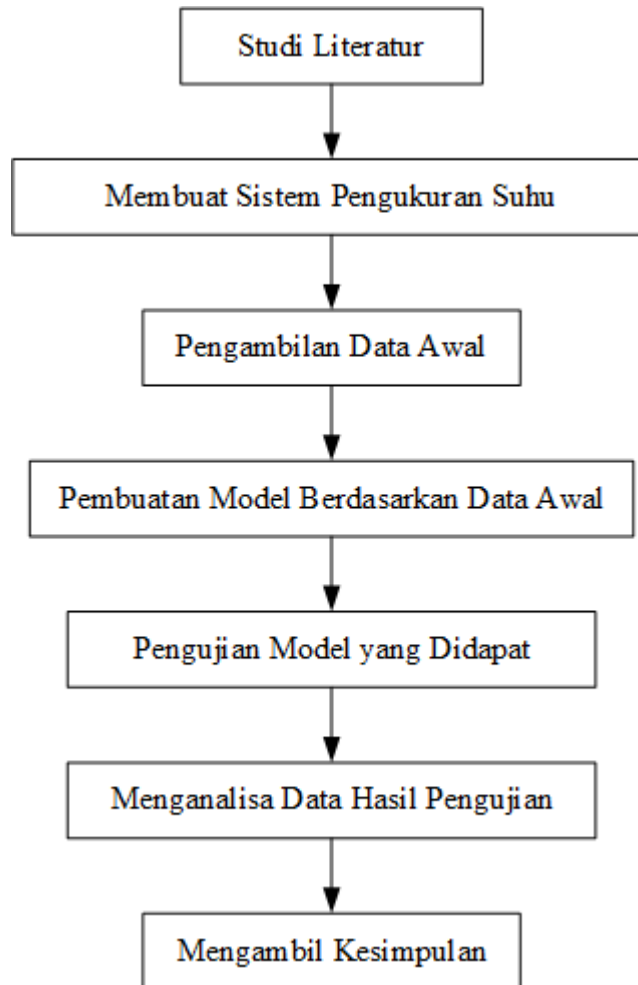 Studi Literatur
Membuat Sistem Pengukuran Suhu
Pengambilan Data Awal
Pembuatan Model Berdasarkan Data Awal
Pengujian Model yang Didapat
Menganalisa Data Hasil Pengujian
Mengambil Kesimpulan